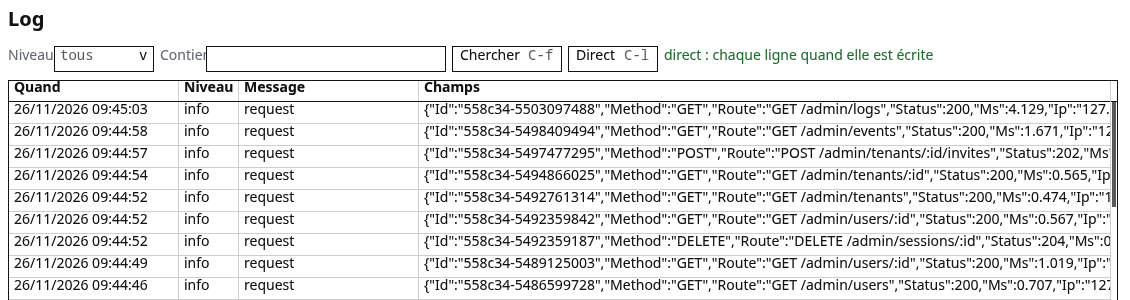 Log
Niveau tous v Contier Chercher C-f Direct C-l direct : chaque ligne quand elle est écrite
Quand Niveau Message Champs
26/11/2026 09:45:03 info request {"Id":"558c34-5503097488","Method":"GET","Route":"GET /admin/logs","Status":200,"Ms":4.129,"Ip":"127.
26/11/2026 09:44:58 info request {"Id":"558c34-5498409494","Method":"GET","Route":"GET /admin/events","Status":200,"Ms":1.671,"Ip":"12
26/11/2026 09:44:57 info request {"Id":"558c34-5497477295","Method":"POST","Route":"POST /admin/tenants/:id/invites","Status":202,"Ms"
26/11/2026 09:44:54 info request {"Id":"558c34-5494866025","Method":"GET","Route":"GET /admin/tenants/:id","Status":200,"Ms":0.565,"Ip
26/11/2026 09:44:52 info request {"Id":"558c34-5492761314","Method":"GET","Route":"GET /admin/tenants","Status":200,"Ms":0.474,"Ip":"1
26/11/2026 09:44:52 info request {"Id":"558c34-5492359842","Method":"GET","Route":"GET /admin/users/:id","Status":200,"Ms":0.567,"Ip":"
26/11/2026 09:44:52 info request {"Id":"558c34-5492359187","Method":"DELETE","Route":"DELETE /admin/sessions/:id","Status":204,"Ms":0
26/11/2026 09:44:49 info request {"Id":"558c34-5489125003","Method":"GET","Route":"GET /admin/users/:id","Status":200,"Ms":1.019,"Ip":"
26/11/2026 09:44:46 info request {"Id":"558c34-5486599728","Method":"GET","Route":"GET /admin/users","Status":200,"Ms":0.707,"Ip":"127